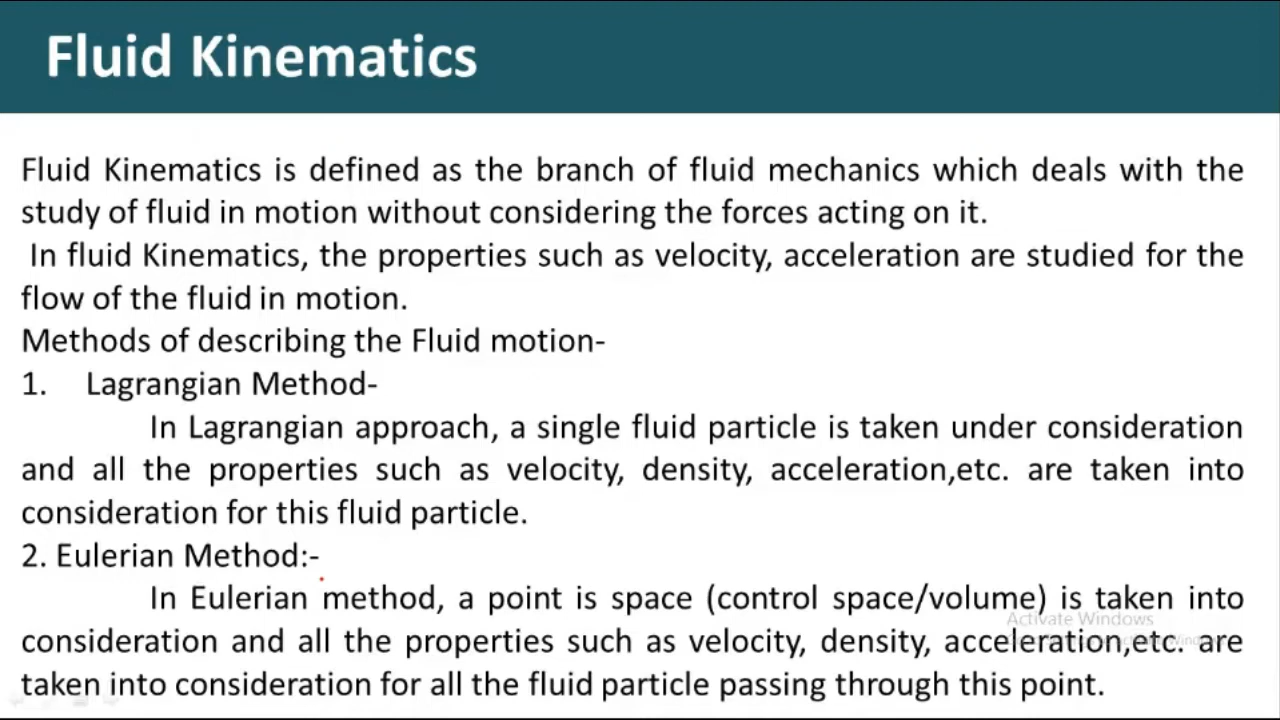 Fluid Kinematics
Fluid Kinematics is defined as the branch of fluid mechanics which deals with the
study of fluid in motion without considering the forces acting on it.
In fluid Kinematics, the properties such as velocity, acceleration are studied for the
flow of the fluid in motion.
Methods of describing the Fluid motion-
1. Lagrangian Method-
In Lagrangian approach, a single fluid particle is taken under consideration
and all the properties such as velocity, density, acceleration,etc. are taken into
consideration for this fluid particle.
2. Eulerian Method:-
In Eulerian method, a point is space (control space/volume) is taken into
Activate Windows
consideration and all the properties such as velocity, density, acceleration,etc. are
taken into consideration for all the fluid particle passing through this point.